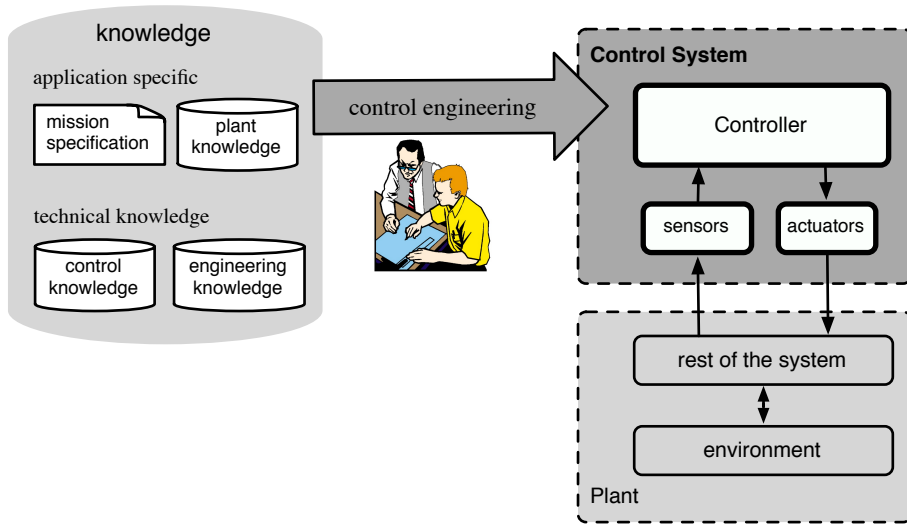 knowledge
application specific
mission
specification
plant
knowledge
technical knowledge
control
knowledge
engineering
knowledge
control engineering
Control System
Controller
sensors
actuators
rest of the system
environment
Plant